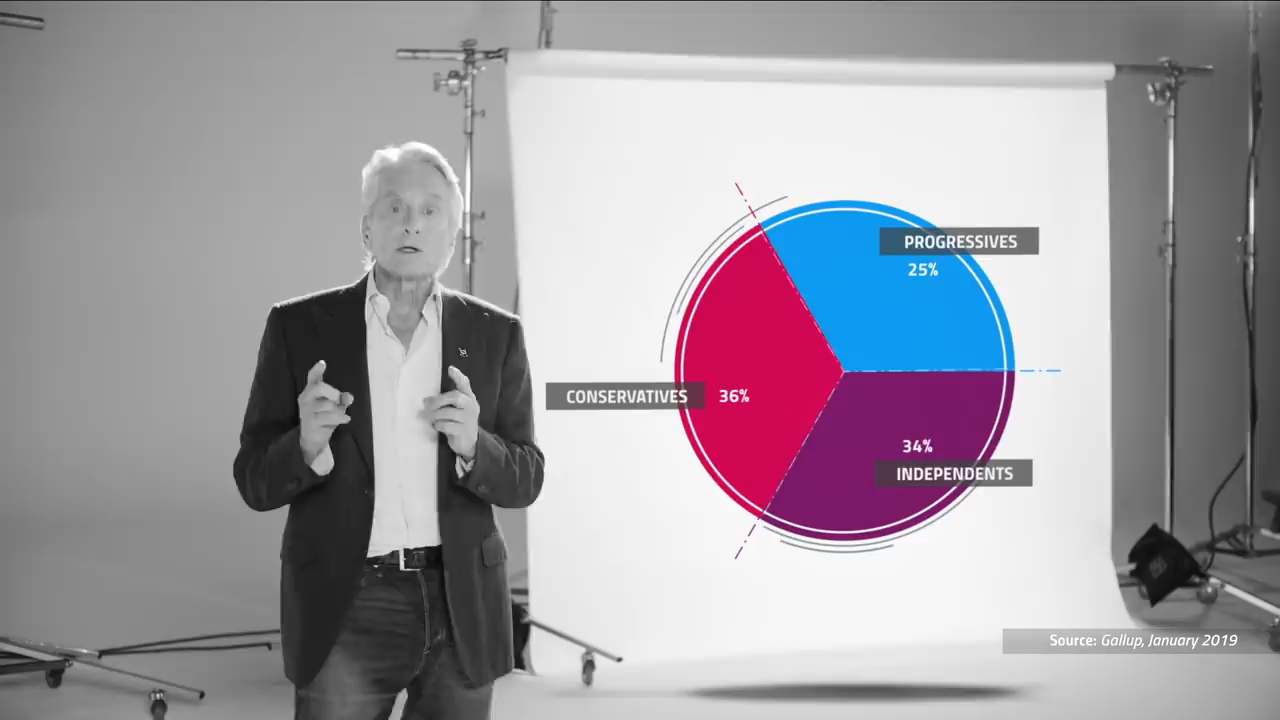 PROGRESSIVES
25%
CONSERVATIVES 36%
34%
INDEPENDENTS
Source: Gallup, January 2019